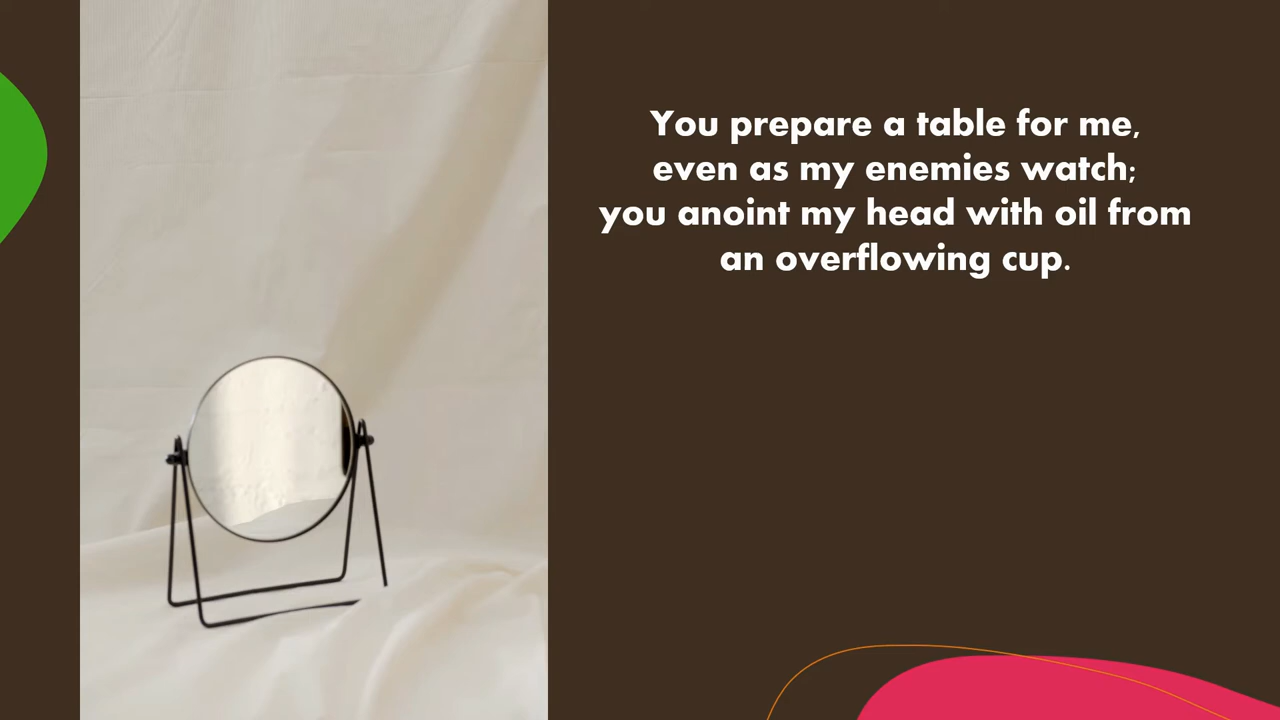 You prepare a table for me,
even as my enemies watch;
you anoint my head with oil from
an overflowing cup.